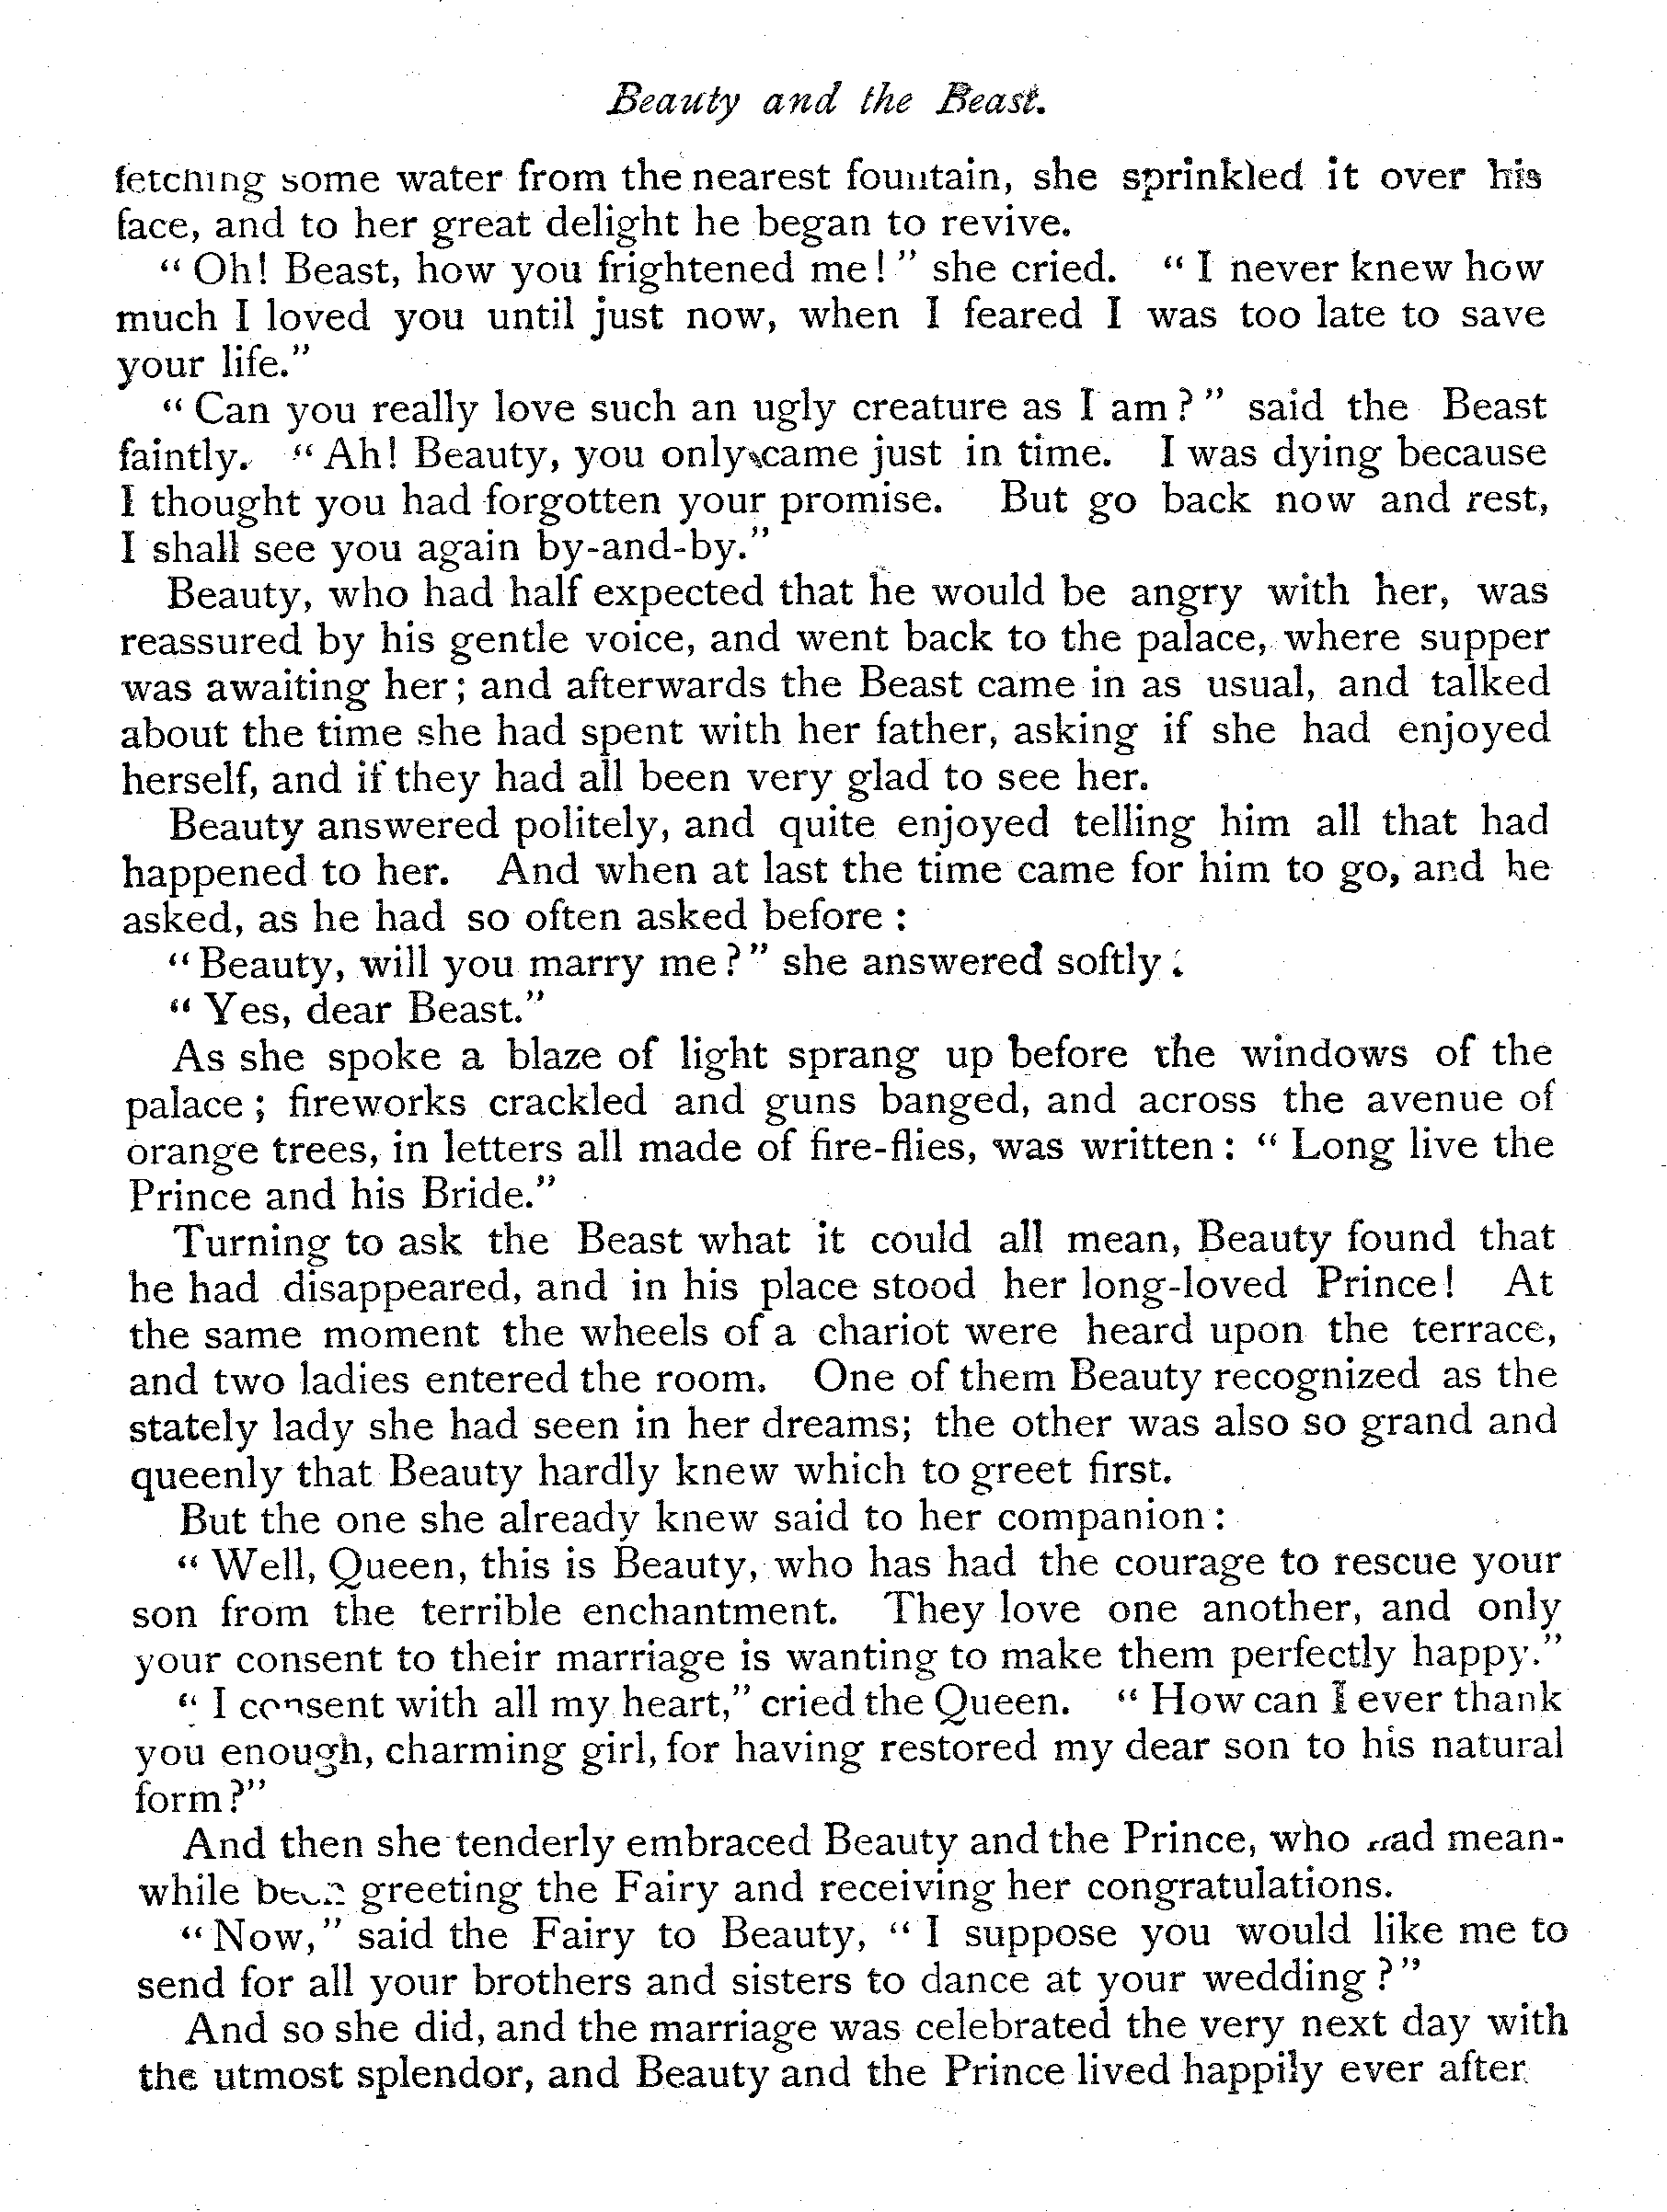 Beauty and the Beast.
fetching some water from the nearest fountain, she sprinkled it over his
face, and to her great delight he began to revive.
“ Oh! Beast, how you frightened me! ” she cried. “ I never knew how
much I loved you until just now, when I feared I was too late to save
your life.”
“ Can you really love such an ugly creature as I am? ” said the Beast
faintly. “ Ah! Beauty, you only came just in time. I was dying because
I thought you had forgotten your promise. But go back now and rest,
I shall see you again by-and-by.”
Beauty, who had half expected that he would be angry with her, was
reassured by his gentle voice, and went back to the palace, where supper
was awaiting her; and afterwards the Beast came in as usual, and talked
about the time she had spent with her father, asking if she had enjoyed
herself, and if they had all been very glad to see her.
Beauty answered politely, and quite enjoyed telling him all that had
happened to her. And when at last the time came for him to go, and he
asked, as he had so often asked before :
“ Beauty, will you marry me? ” she answered softly :
“ Yes, dear Beast.”
As she spoke a blaze of light sprang up before the windows of the
palace ; fireworks crackled and guns banged, and across the avenue of
orange trees, in letters all made of fire-flies, was written : “ Long live the
Prince and his Bride.”
Turning to ask the Beast what it could all mean, Beauty found that
he had disappeared, and in his place stood her long-loved Prince! At
the same moment the wheels of a chariot were heard upon the terrace,
and two ladies entered the room. One of them Beauty recognized as the
stately lady she had seen in her dreams; the other was also so grand and
queenly that Beauty hardly knew which to greet first.
But the one she already knew said to her companion :
“ Well, Queen, this is Beauty, who has had the courage to rescue your
son from the terrible enchantment. They love one another, and only
your consent to their marriage is wanting to make them perfectly happy.”
“ I consent with all my heart,” cried the Queen. “ How can I ever thank
you enough, charming girl, for having restored my dear son to his natural
form?”
And then she tenderly embraced Beauty and the Prince, who had mean-
while been greeting the Fairy and receiving her congratulations.
“ Now,” said the Fairy to Beauty, “ I suppose you would like me to
send for all your brothers and sisters to dance at your wedding ? ”
And so she did, and the marriage was celebrated the very next day with
the utmost splendor, and Beauty and the Prince lived happily ever after.